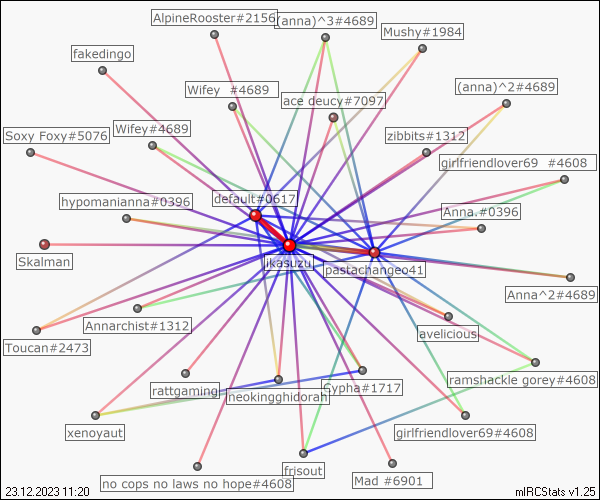 AlpineRooster#2156
(anna)^3#4689
Mushy#1984
fakedingo
Wifey  #4689
(anna)^2#4689
ace deucy#7097
Soxy Foxy#5076
Wifey#4689
zibbits#1312
girlfriendlover69  #4608
default#0617
hypomanianna#0396
Anna.#0396
Skalman
jikasuzu
pastachangeo41
Anna^2#4689
Annarchist#1312
avelicious
Toucan#2473
rattgaming
neokingghidorah
Cypha#1717
ramshackle gorey#4608
xenoyaut
girlfriendlover69#4608
no cops no laws no hope#4608
frisout
Mad #6901
23.12.2023 11:20
mIRCStats v1.25